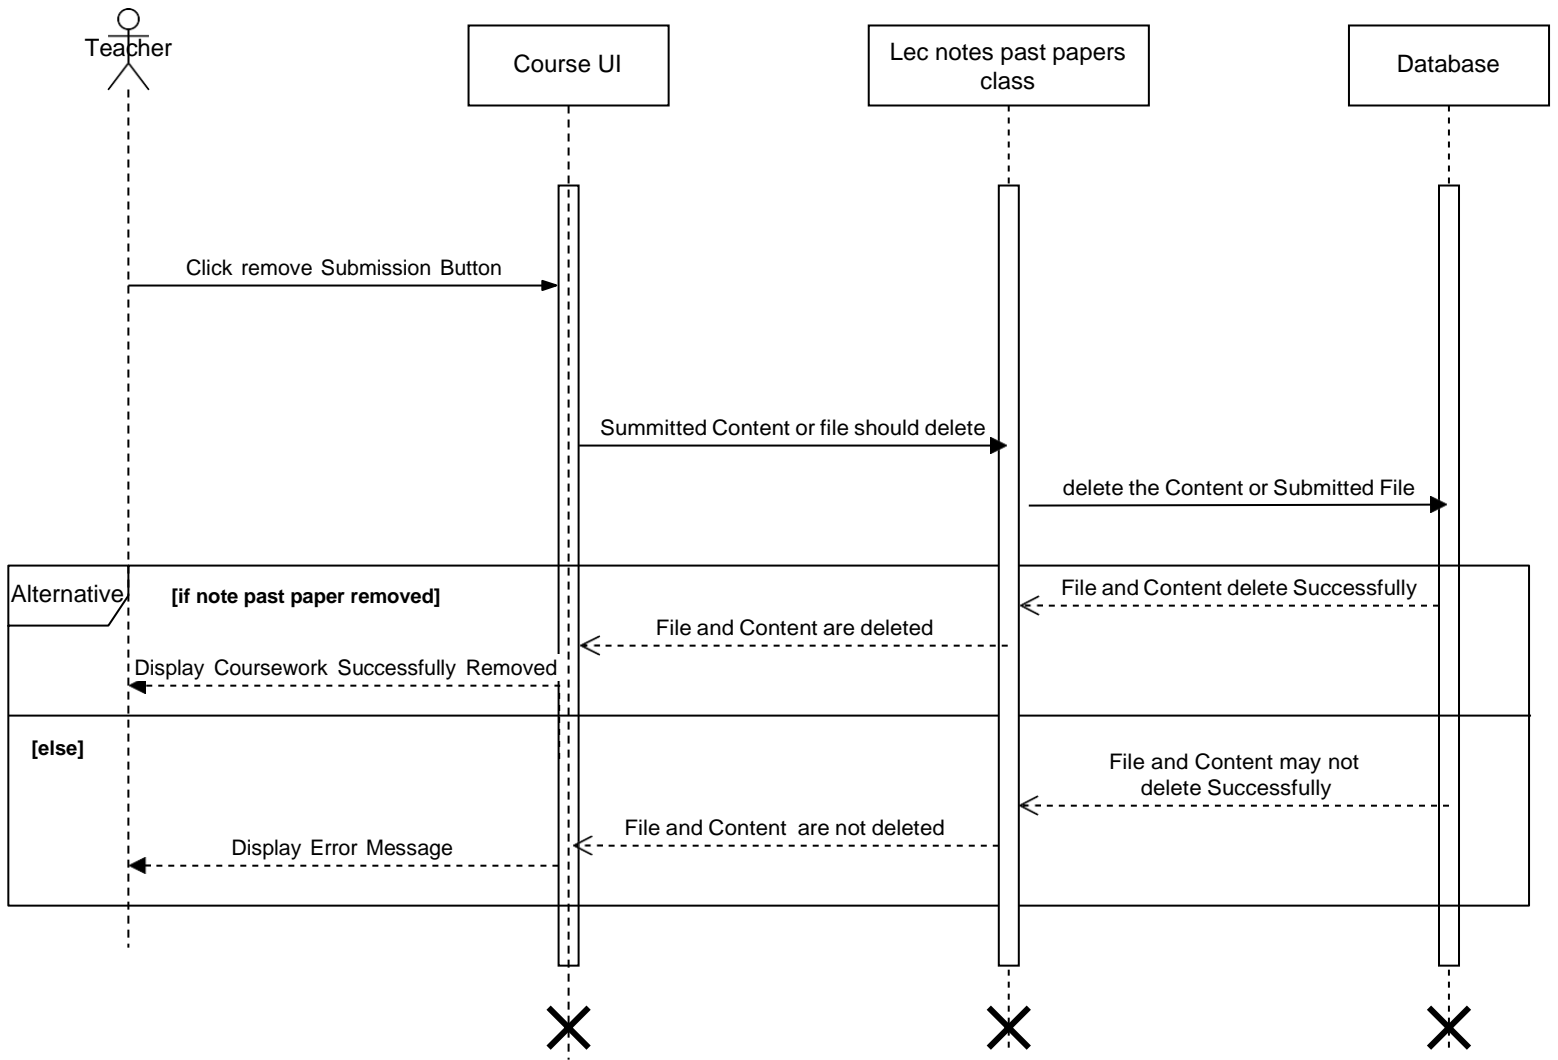 Teacher
Course UI
Lec notes past papers
class
Database
Click remove Submission Button
Summitted Content or file should delete
delete the Content or Submitted File
Alternative
[if note past paper removed]
File and Content delete Successfully
File and Content are deleted
Display Coursework Successfully Removed
[else]
File and Content may not
delete Successfully
File and Content are not deleted
Display Error Message